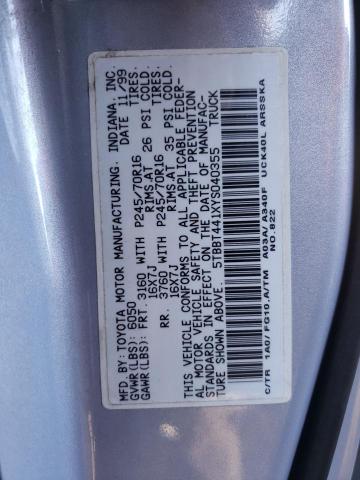 MFD.BY: TOYOTA MOTOR MANUFACTURING, INDIANA, INC.
GVWR(LBS): 6050 DATE 11/99
GAWR(LBS): FRT. 3160 WITH P245/70R16 TIRES.
16X7J RIMS.AT 26 PSI COLD.
RR. 3760 WITH P245/70R16 TIRES.
16X7J RIMS.AT 35 PSI COLD.
THIS VEHICLE CONFORMS TO ALL APPLICABLE FEDER-
AL MOTOR VEHICLE SAFETY AND THEFT PREVENTION
STANDARDS IN EFFECT ON THE DATE OF MANUFAC-
TURE SHOWN ABOVE. 5TBBT441XYS040355 TRUCK
C/TR 1A0/ FG10.A/TM A03A/ A340F UCK40L ARSSKA
NO.822